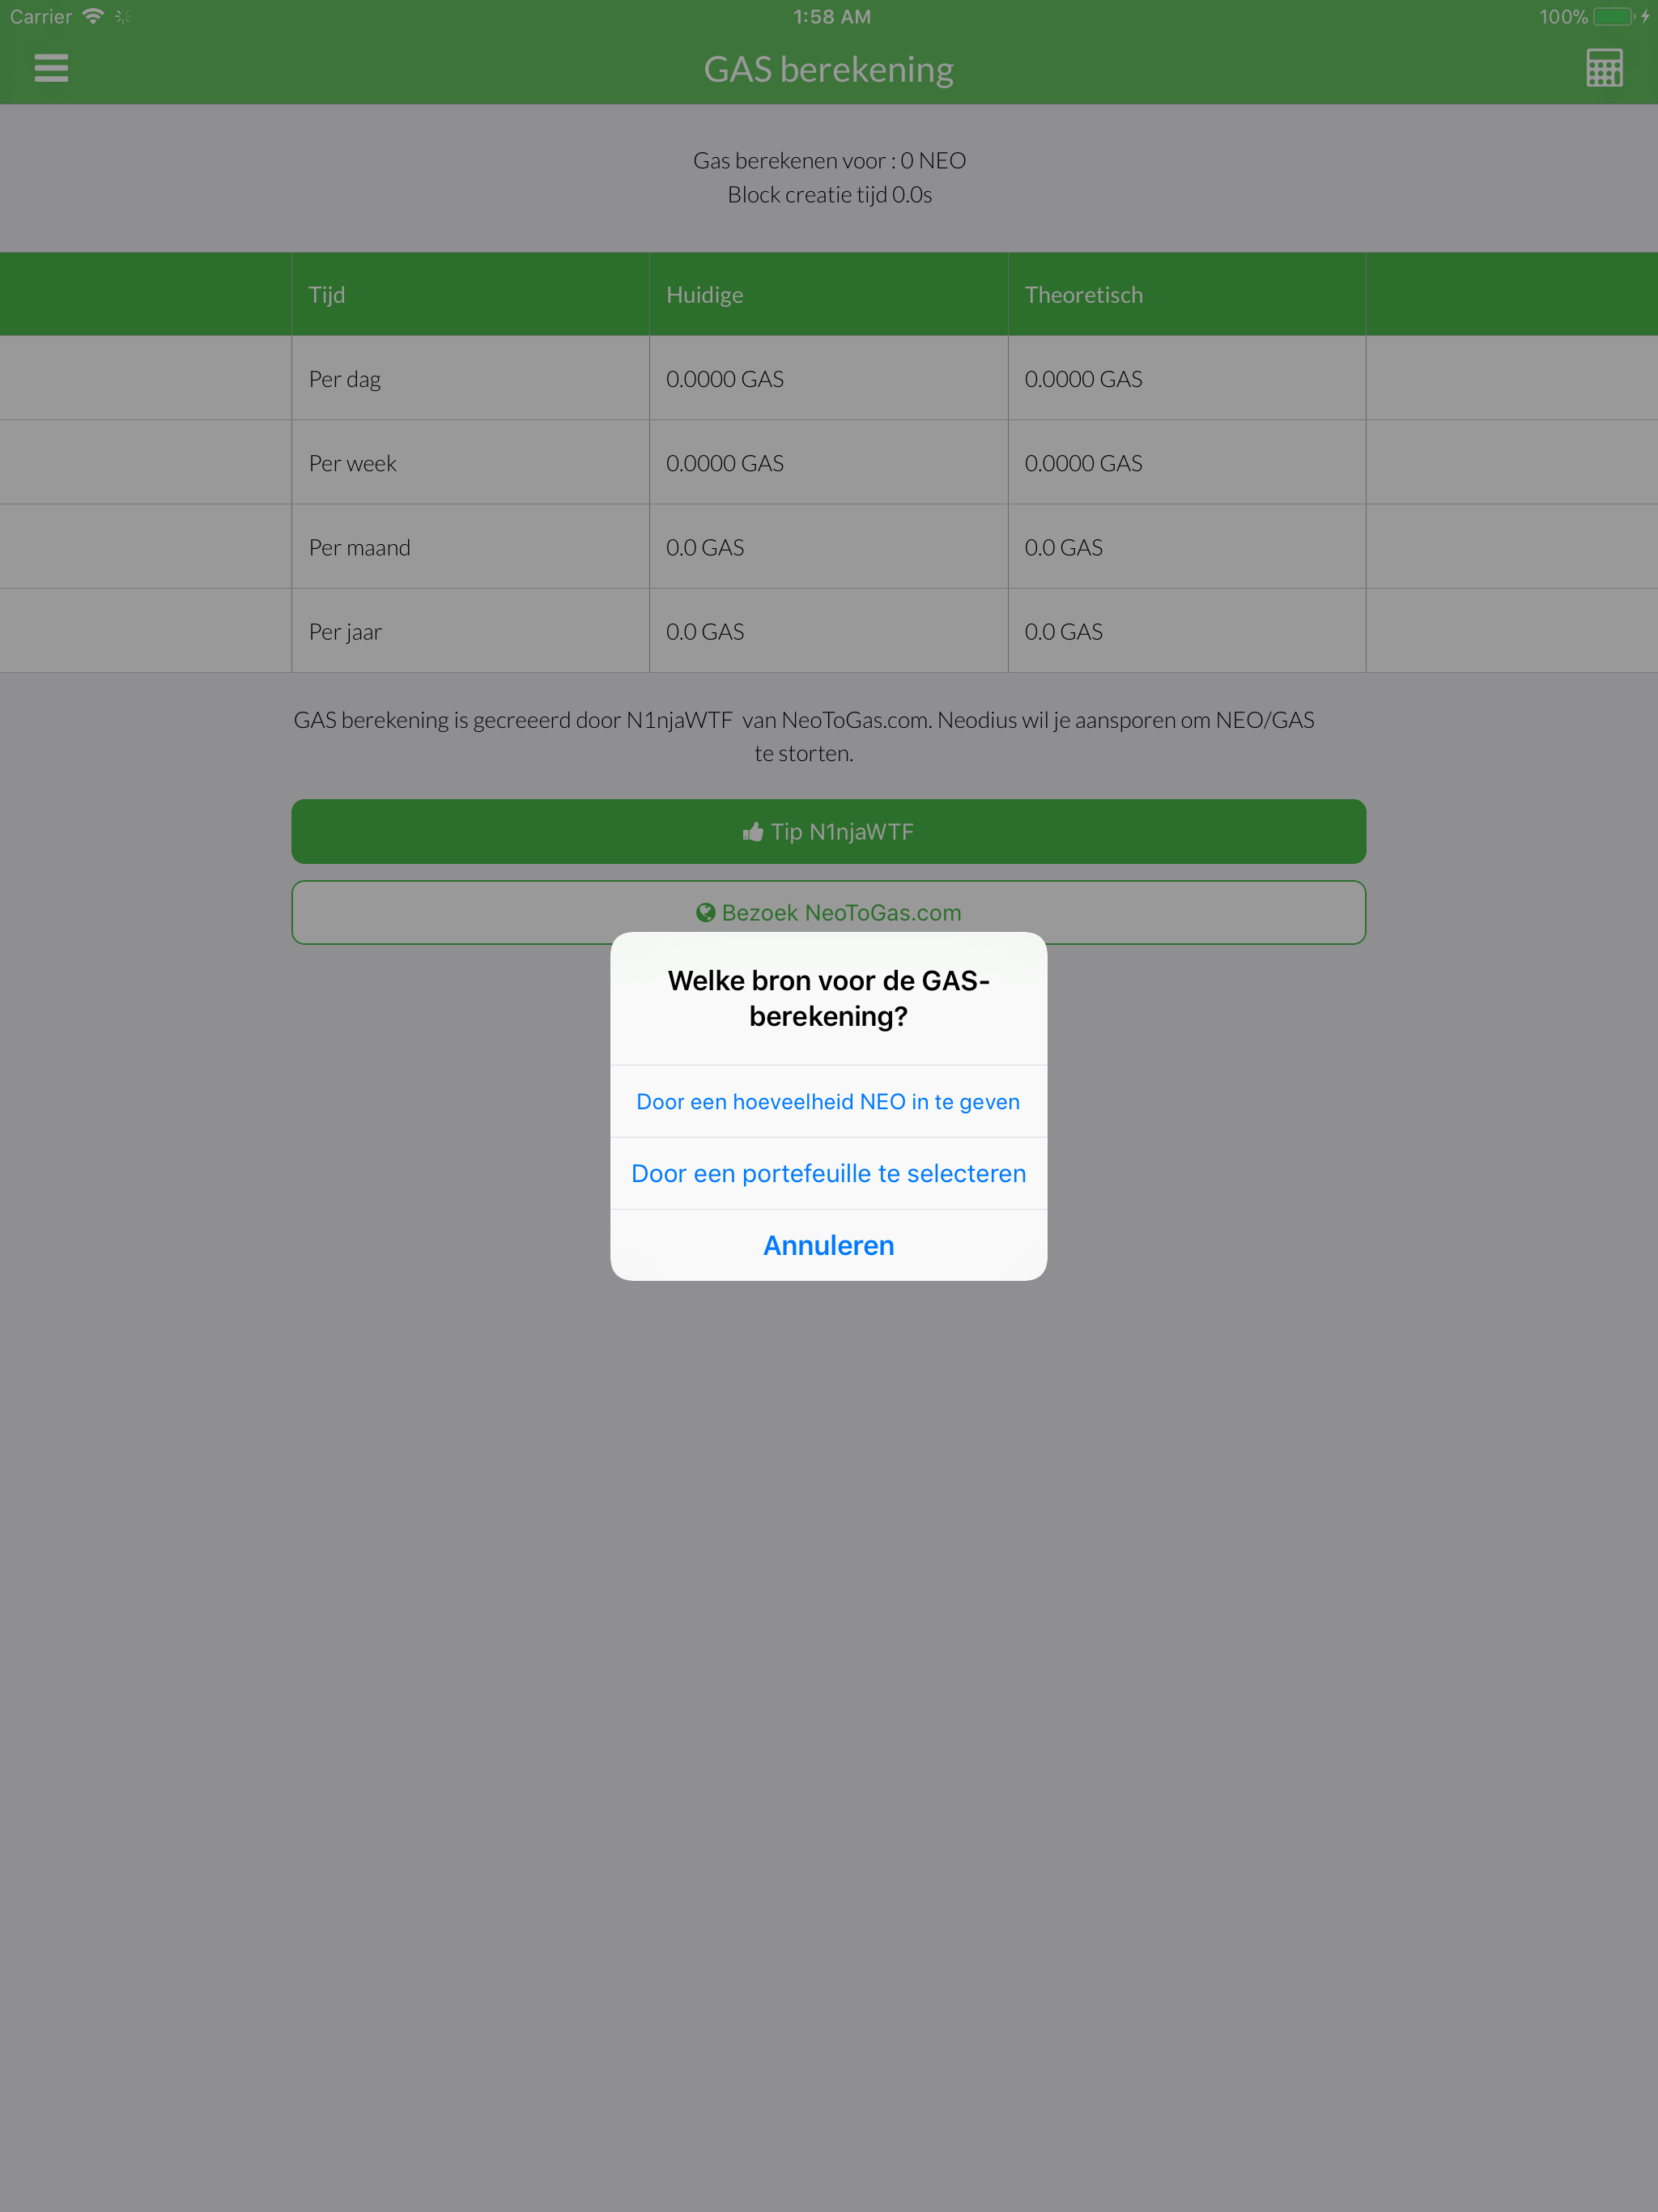 Carrier
1:58 AM
100%
GAS berekening
Gas berekenen voor : 0 NEO
Block creatie tijd 0.0s
Tijd Huidige Theoretisch
Per dag 0.0000 GAS 0.0000 GAS
Per week 0.0000 GAS 0.0000 GAS
Per maand 0.0 GAS 0.0 GAS
Per jaar 0.0 GAS 0.0 GAS
GAS berekening is gecreeerd door N1njaWTF van NeoToGas.com. Neodius wil je aansporen om NEO/GAS
te storten.
Tip N1njaWTF
Bezoek NeoToGas.com
Welke bron voor de GAS-
berekening?
Door een hoeveelheid NEO in te geven
Door een portefeuille te selecteren
Annuleren